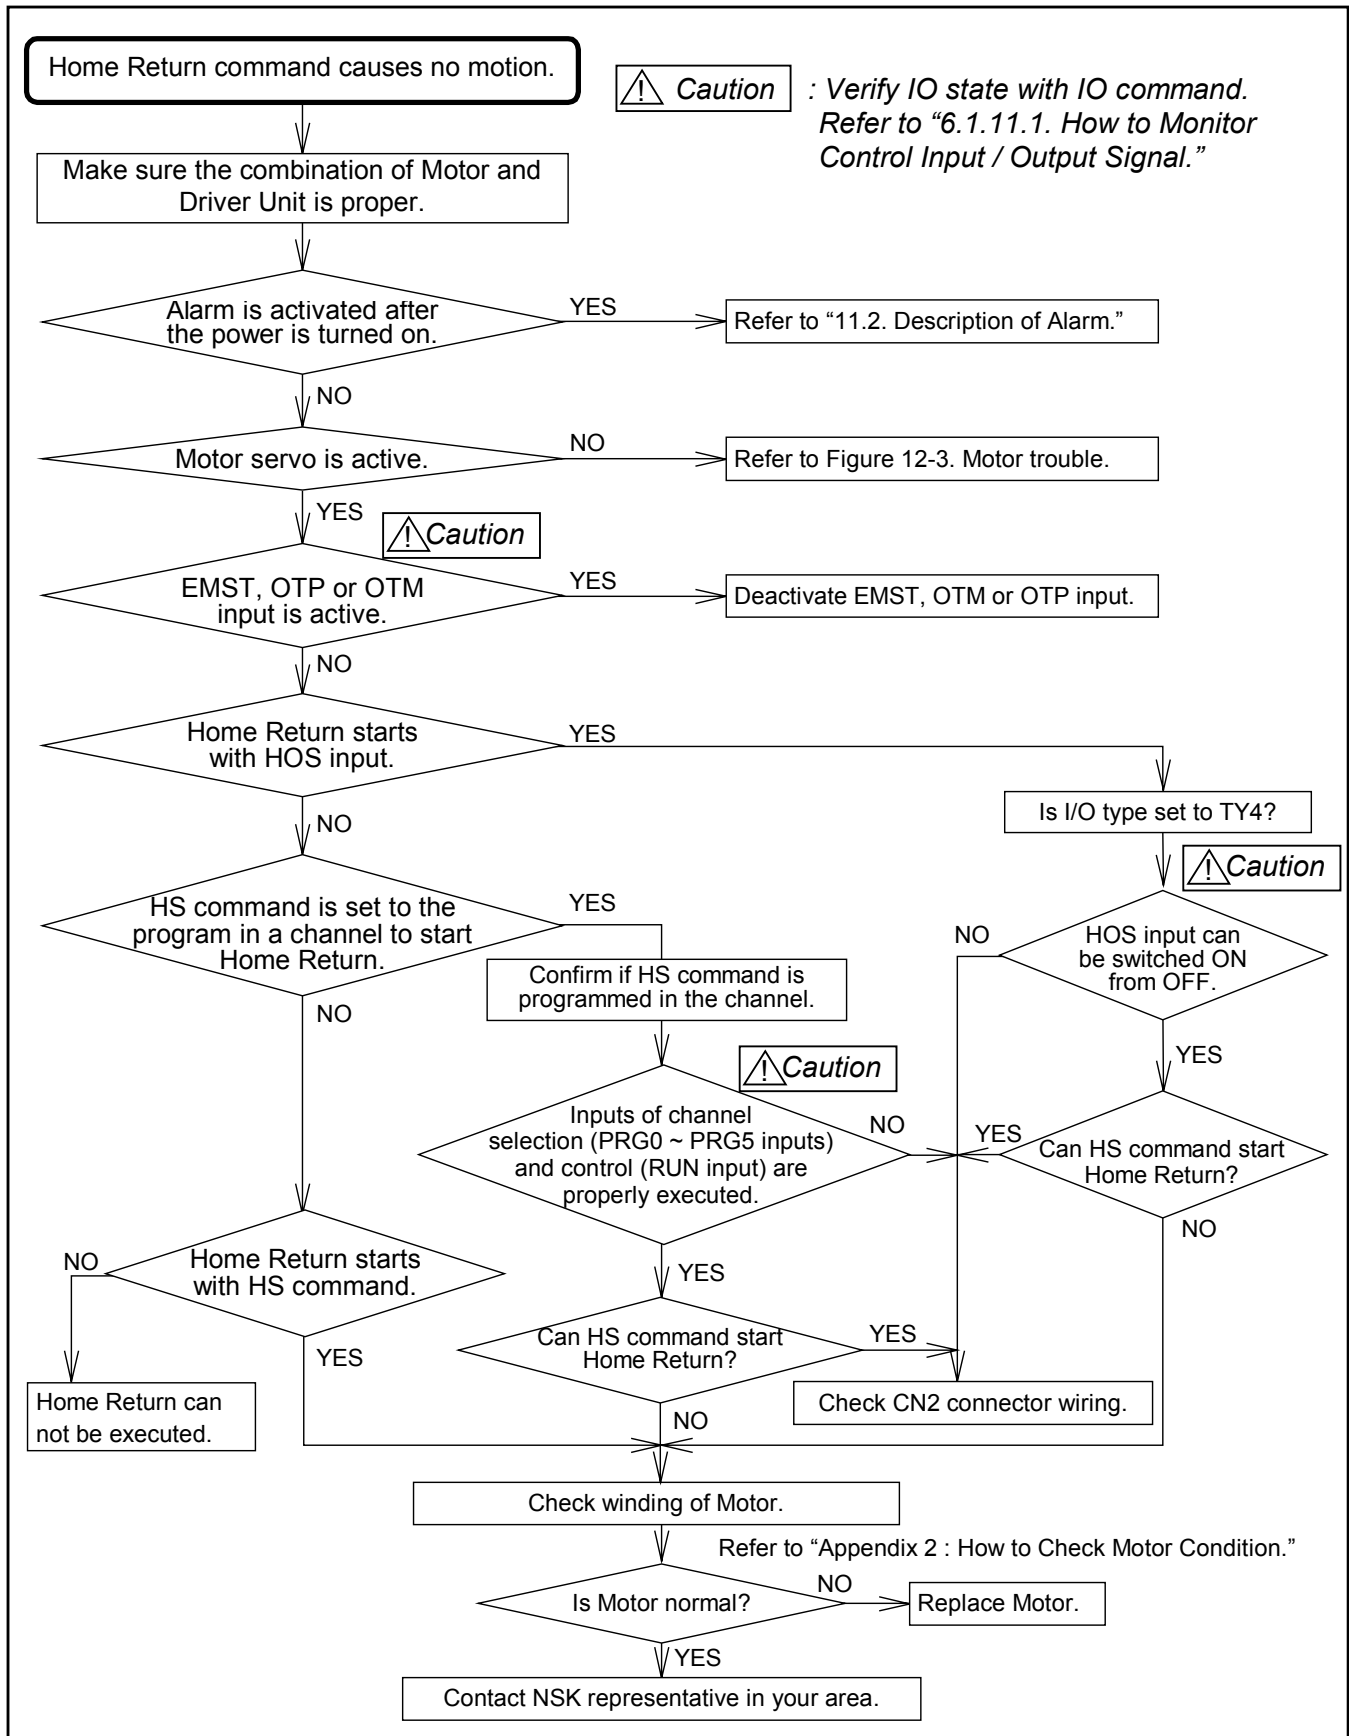 Home Return command causes no motion.
Caution : Verify IO state with IO command.
Refer to “6.1.11.1. How to Monitor
Control Input / Output Signal.”
Make sure the combination of Motor and
Driver Unit is proper.
Alarm is activated after
the power is turned on.
YES
Refer to “11.2. Description of Alarm.”
NO
Motor servo is active.
NO
Refer to Figure 12-3. Motor trouble.
YES
Caution
EMST, OTP or OTM
input is active.
YES
Deactivate EMST, OTM or OTP input.
NO
Home Return starts
with HOS input.
YES
Is I/O type set to TY4?
NO
Caution
HS command is set to the
program in a channel to start
Home Return.
YES
NO
HOS input can
be switched ON
from OFF.
Confirm if HS command is
programmed in the channel.
NO
YES
Caution
Inputs of channel
selection (PRG0 ~ PRG5 inputs)
and control (RUN input) are
properly executed.
NO
YES
Can HS command start
Home Return?
NO
YES
NO
Home Return starts
with HS command.
YES
Can HS command start
Home Return?
YES
Home Return can
not be executed.
Check CN2 connector wiring.
NO
Check winding of Motor.
Refer to “Appendix 2 : How to Check Motor Condition.”
Is Motor normal?
NO
Replace Motor.
YES
Contact NSK representative in your area.